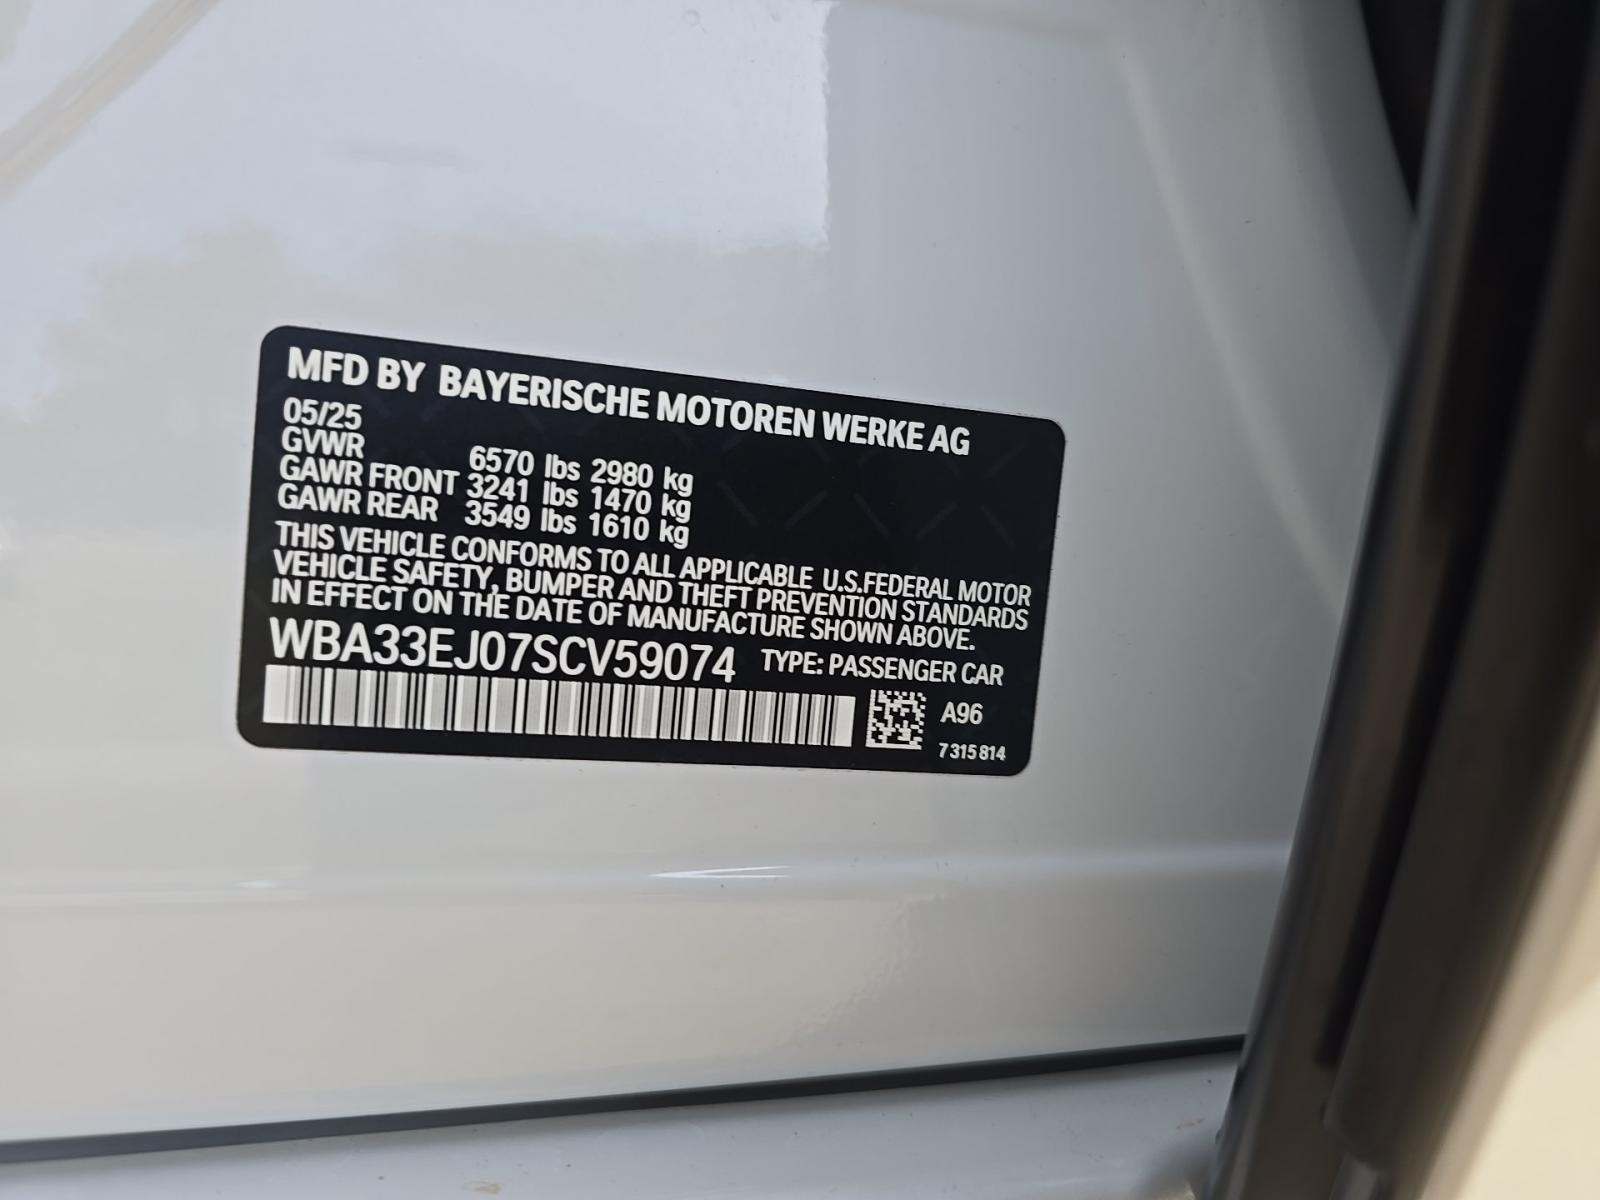 MFD BY BAYERISCHE MOTOREN WERKE AG
05/25
GVWR 6570 lbs 2980 kg
GAWR FRONT 3241 lbs 1470 kg
GAWR REAR 3549 lbs 1610 kg
THIS VEHICLE CONFORMS TO ALL APPLICABLE U.S.FEDERAL MOTOR
VEHICLE SAFETY, BUMPER AND THEFT PREVENTION STANDARDS
IN EFFECT ON THE DATE OF MANUFACTURE SHOWN ABOVE.
WBA33EJ07SCV59074 TYPE: PASSENGER CAR
A96
7 315 814